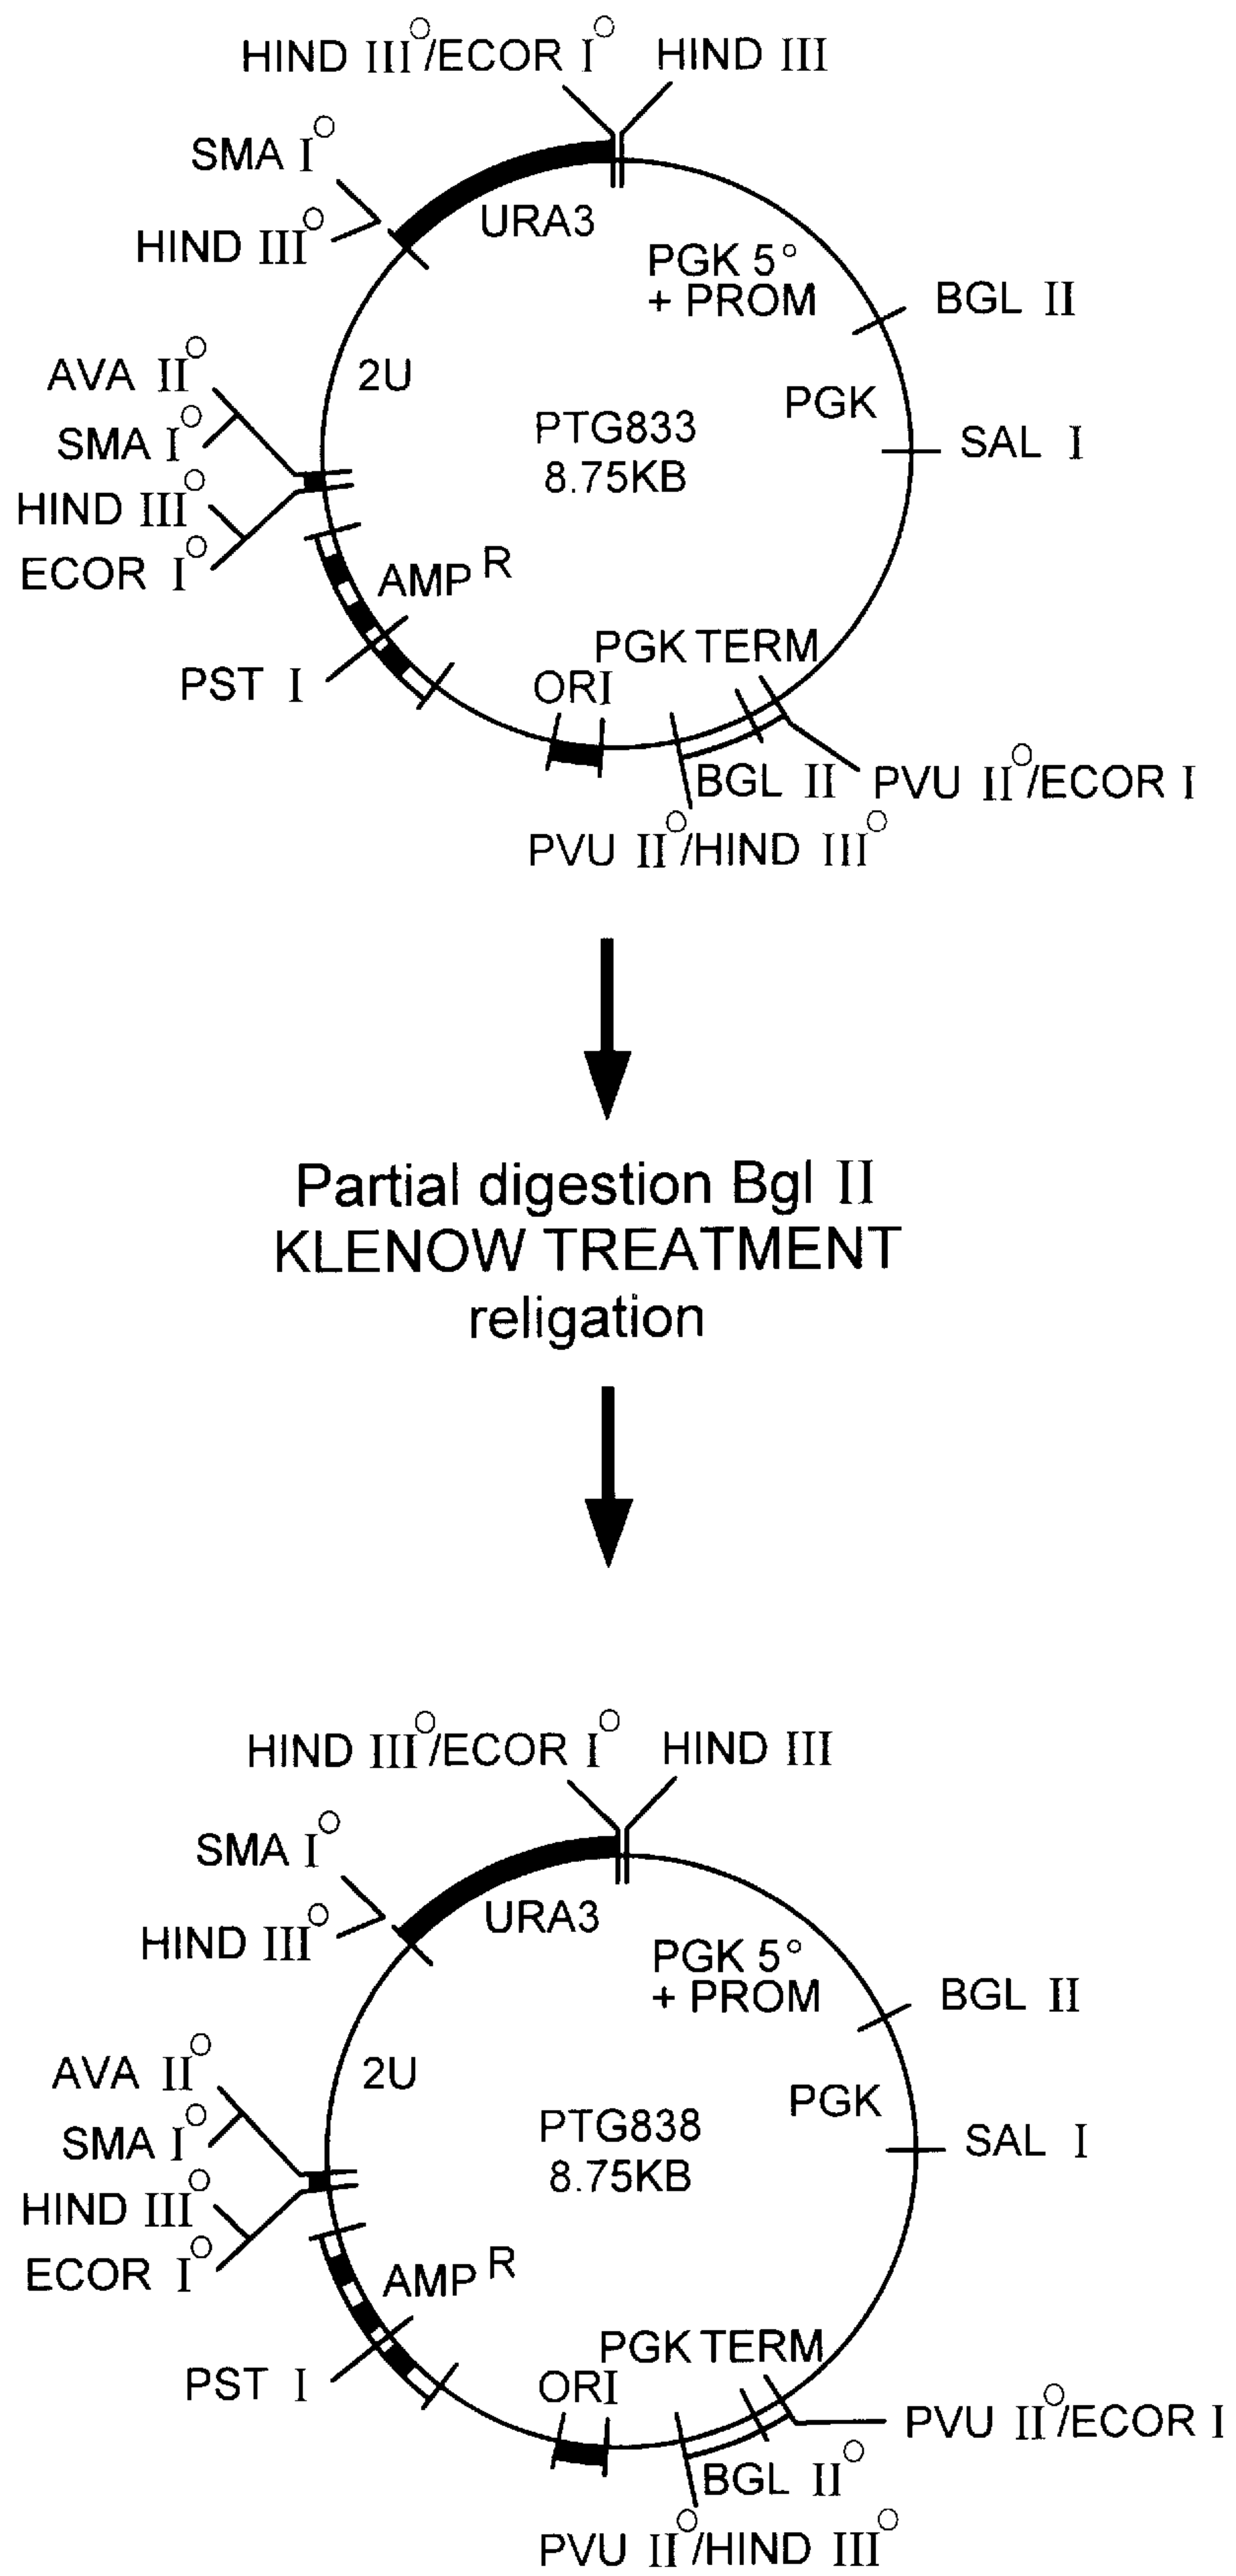 HIND III°/ECOR I° HIND III
SMA I°
HIND III°
URA3
PGK 5°
+ PROM
BGL II
AVA II°
2U
PGK
SMA I°
PTG833
8.75KB
SAL I
HIND III°
ECOR I°
AMP R
PGK TERM
PST I
ORI
BGL II
PVU II°/ECOR I
PVU II°/HIND III°
Partial digestion Bgl II
KLENOW TREATMENT
religation
HIND III°/ECOR I° HIND III
SMA I°
HIND III°
URA3
PGK 5°
+ PROM
BGL II
AVA II°
2U
PGK
SMA I°
PTG838
8.75KB
SAL I
HIND III°
ECOR I°
AMP R
PGK TERM
PST I
ORI
PVU II°/ECOR I
BGL II°
PVU II°/HIND III°